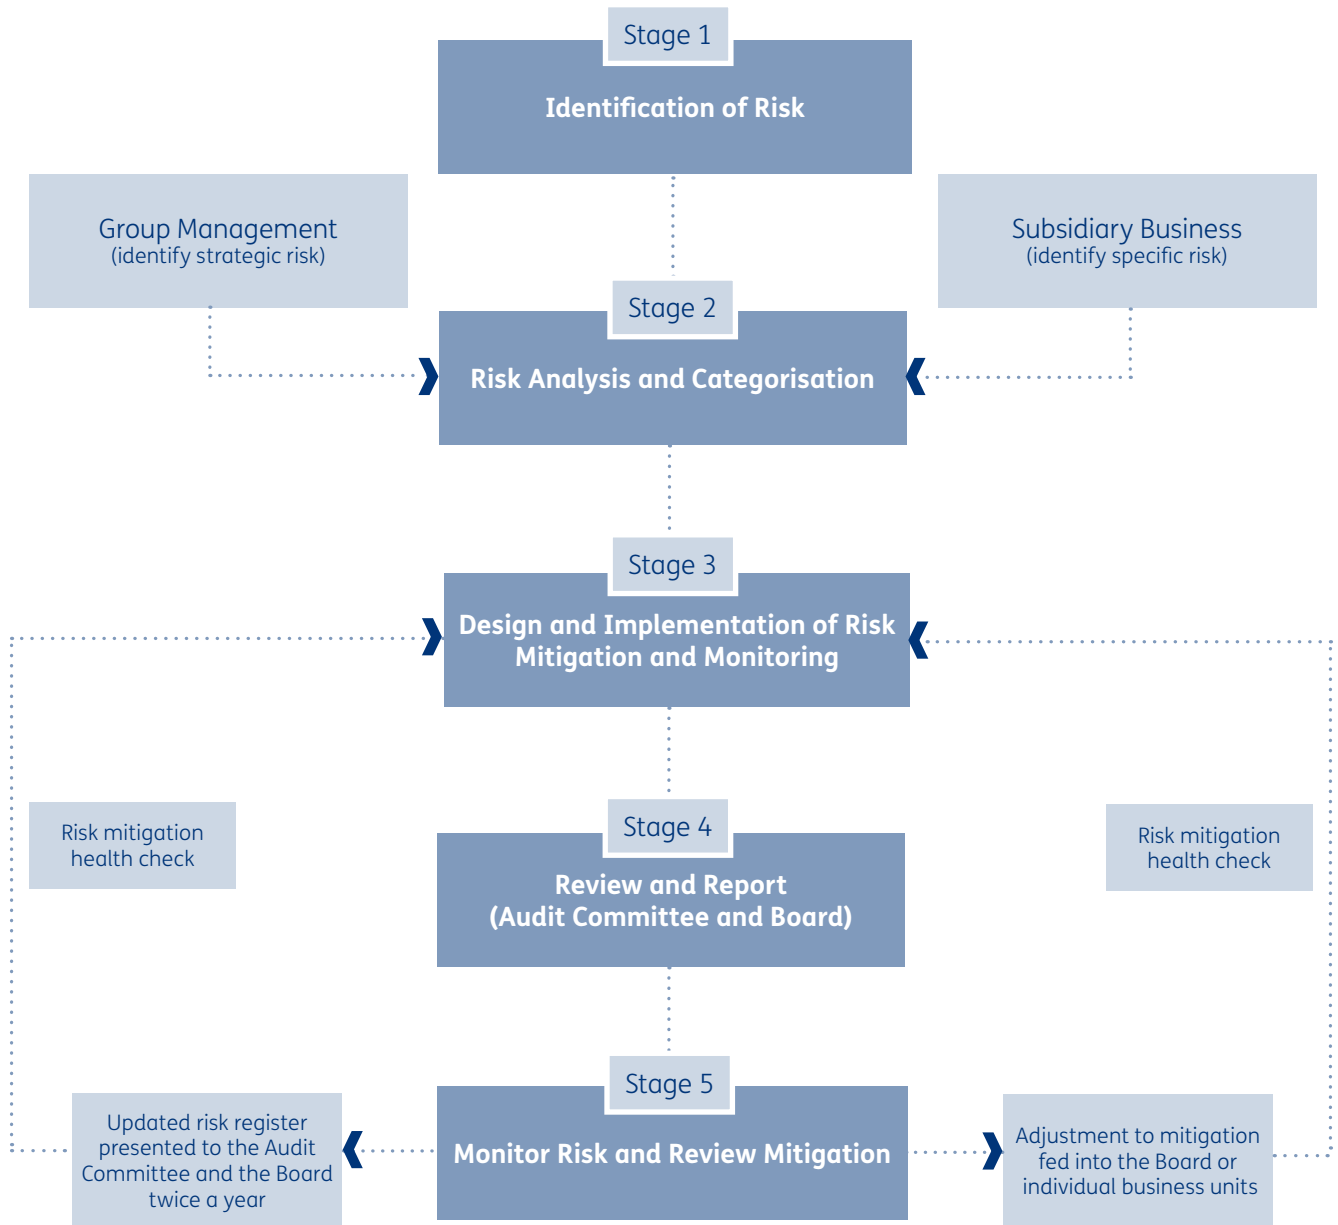 Stage 1
Identification of Risk
Group Management
(identify strategic risk)
Subsidiary Business
(identify specific risk)
Stage 2
Risk Analysis and Categorisation
Stage 3
Design and Implementation of Risk
Mitigation and Monitoring
Risk mitigation
health check
Stage 4
Review and Report
(Audit Committee and Board)
Risk mitigation
health check
Stage 5
Updated risk register
presented to the Audit
Committee and the Board
twice a year
Monitor Risk and Review Mitigation
Adjustment to mitigation
fed into the Board or
individual business units